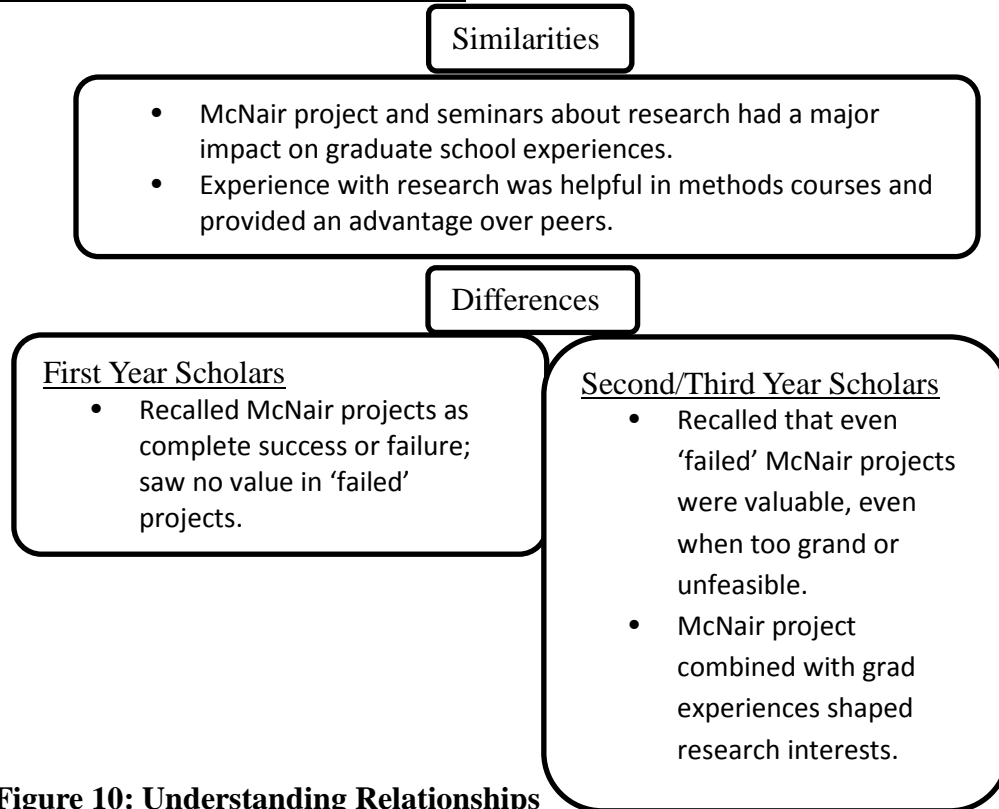 Similarities
• McNair project and seminars about research had a major
impact on graduate school experiences.
• Experience with research was helpful in methods courses and
provided an advantage over peers.
Differences
First Year Scholars
• Recalled McNair projects as
complete success or failure;
saw no value in ‘failed’
projects.
Second/Third Year Scholars
• Recalled that even
‘failed’ McNair projects
were valuable, even
when too grand or
unfeasible.
• McNair project
combined with grad
experiences shaped
research interests.
Figure 10: Understanding Relationships